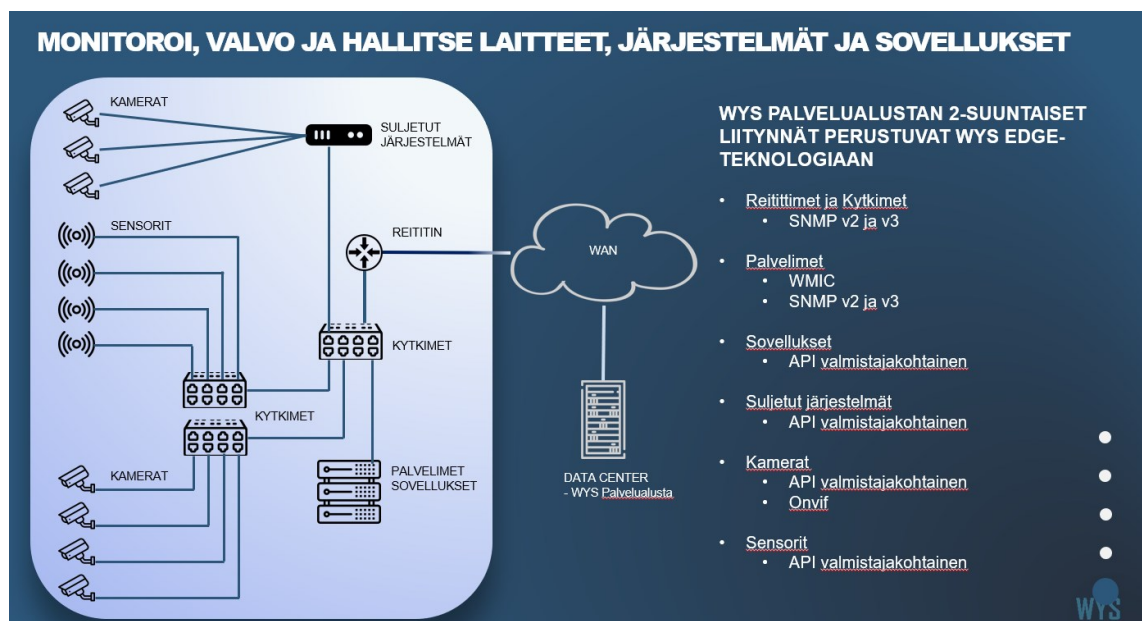 MONITOROI, VALVO JA HALLITSE LAITTEET, JÄRJESTELMÄT JA SOVELLUKSET
KAMERAT
SULJETUT
JÄRJESTELMÄT
SENSORIT
REITITIN
WAN
KYTKIMET
KYTKIMET
KAMERAT
PALVELIMET
SOVELLUKSET
DATA CENTER
- WYS Palvelualusta
WYS PALVELUALUSTAN 2-SUUNTAISET
LIITYNNÄT PERUSTUVAT WYS EDGE-
TEKNOLOGIAAN
• Reitittimet ja Kytkimet
• SNMP v2 ja v3
• Palvelimet
• WMIC
• SNMP v2 ja v3
• Sovellukset
• API valmistajakohtainen
• Suljetut järjestelmät
• API valmistajakohtainen
• Kamerat
• API valmistajakohtainen
• Onvif
• Sensorit
• API valmistajakohtainen
WYS